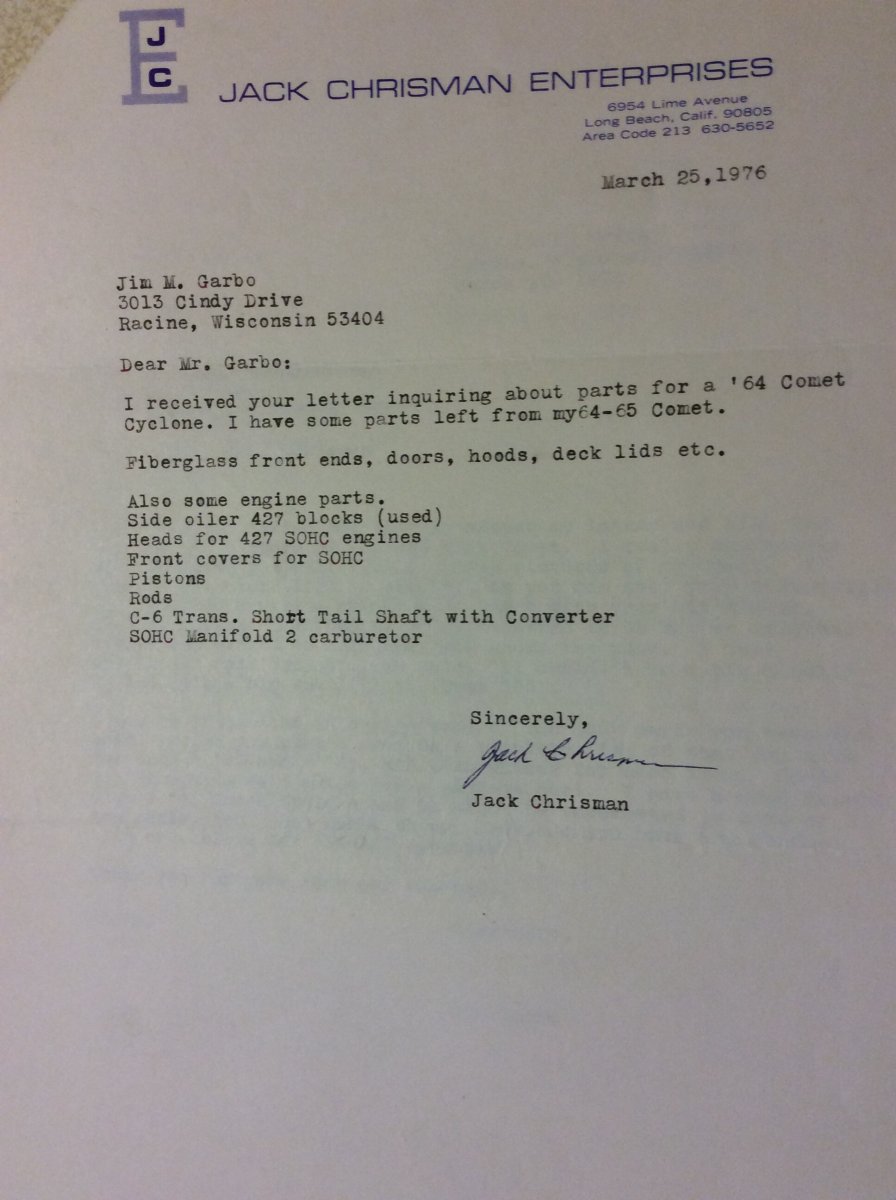 J
C
E
JACK CHRISMAN ENTERPRISES
6954 Lime Avenue
Long Beach, Calif. 90805
Area Code 213 630-5652
March 25,1976
Jim M. Garbo
3013 Cindy Drive
Racine, Wisconsin 53404
Dear Mr. Garbo:
I received your letter inquiring about parts for a '64 Comet
Cyclone. I have some parts left from my64-65 Comet.
Fiberglass front ends, doors, hoods, deck lids etc.
Also some engine parts.
Side oiler 427 blocks (used)
Heads for 427 SOHC engines
Front covers for SOHC
Pistons
Rods
C-6 Trans. Short Tail Shaft with Converter
SOHC Manifold 2 carburetor
Sincerely,
Jack Chrisman
Jack Chrisman